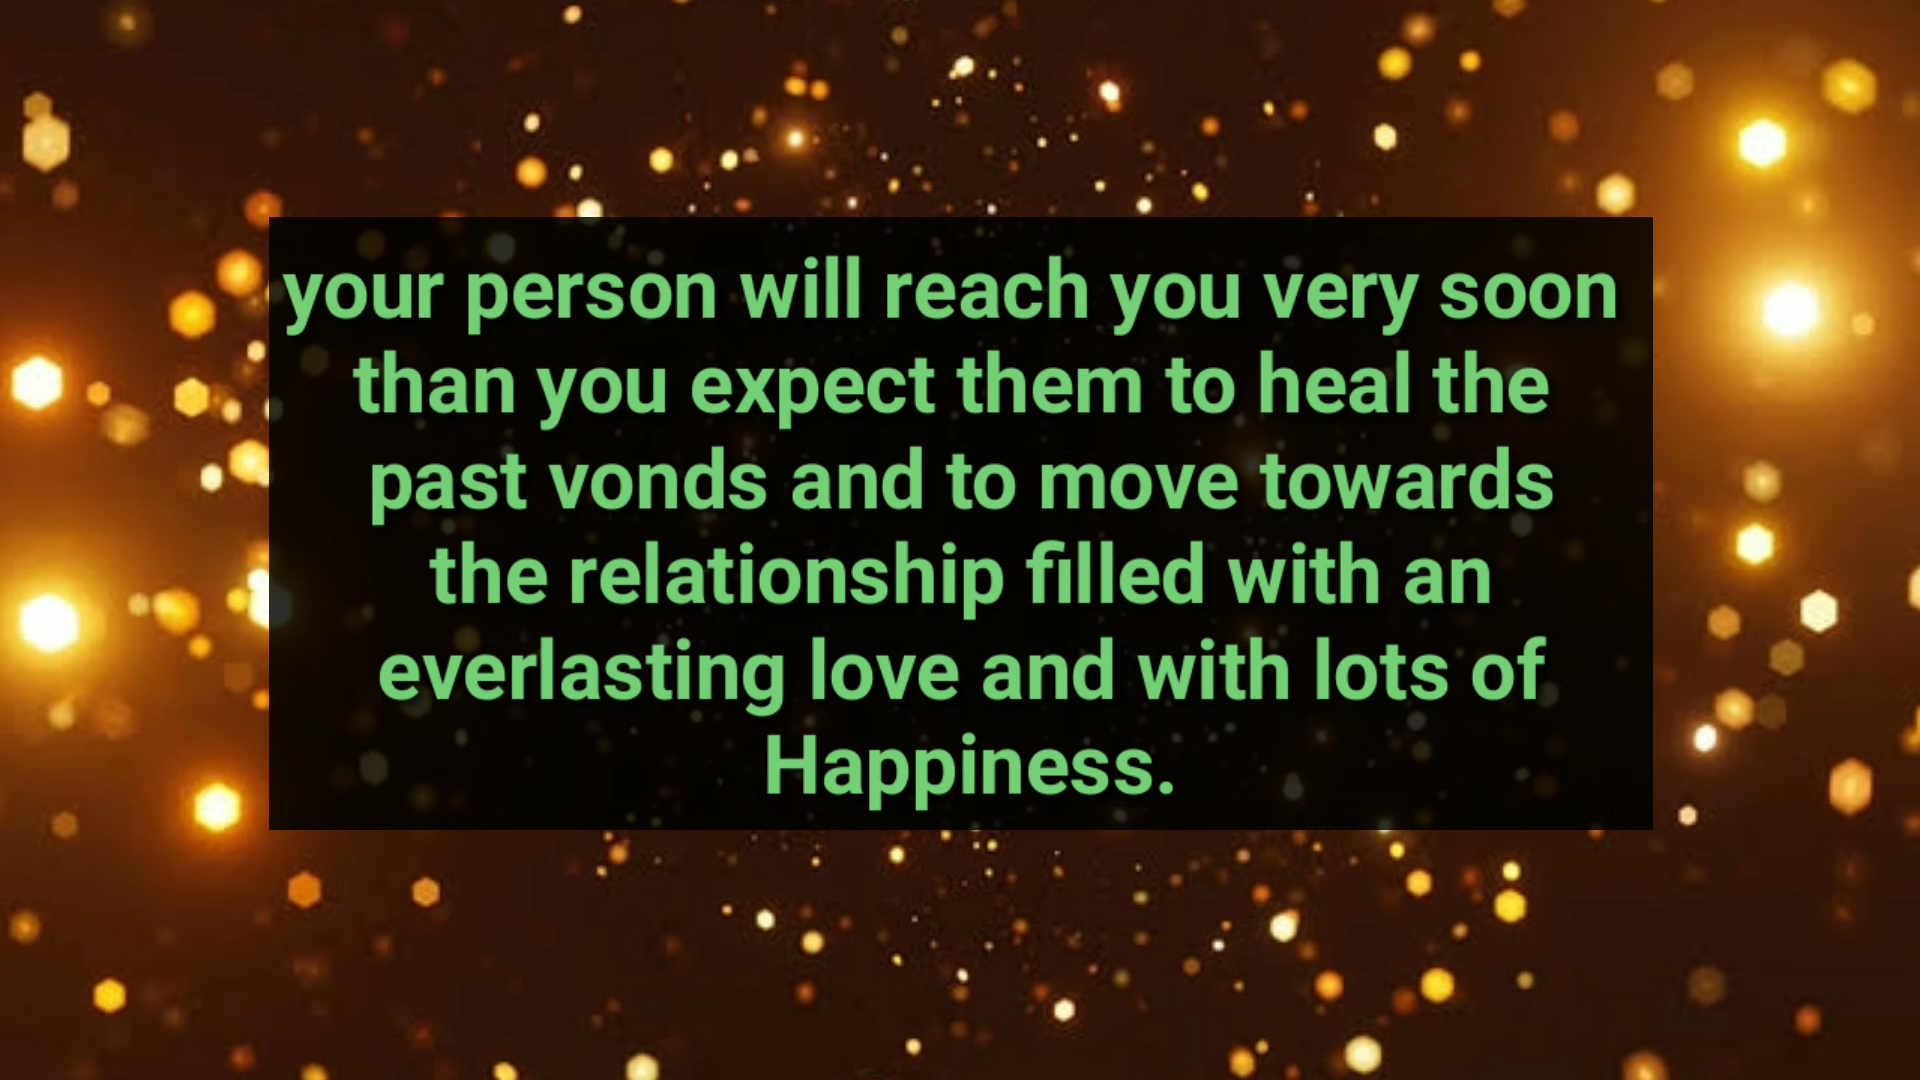 your person will reach you very soon
than you expect them to heal the
past vonds and to move towards
the relationship filled with an
everlasting love and with lots of
Happiness.